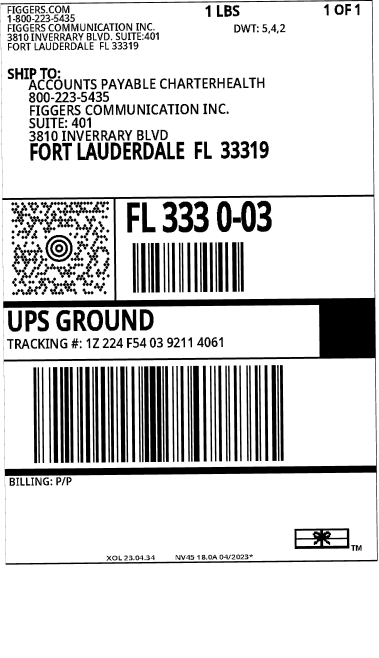 FIGGERS.COM
1-800-223-5435
FIGGERS COMMUNICATION INC.
3810 INVERRARY BLVD. SUITE:401
FORT LAUDERDALE FL 33319
1 LBS
1 OF 1
DWT: 5,4,2
SHIP TO:
ACCOUNTS PAYABLE CHARTERHEALTH
800-223-5435
FIGGERS COMMUNICATION INC.
SUITE: 401
3810 INVERRARY BLVD
FORT LAUDERDALE FL 33319
FL 333 0-03
UPS GROUND
TRACKING #: 1Z 224 F54 03 9211 4061
BILLING: P/P
TM
XOL 23.04.34 NV45 18.0A 04/2023*